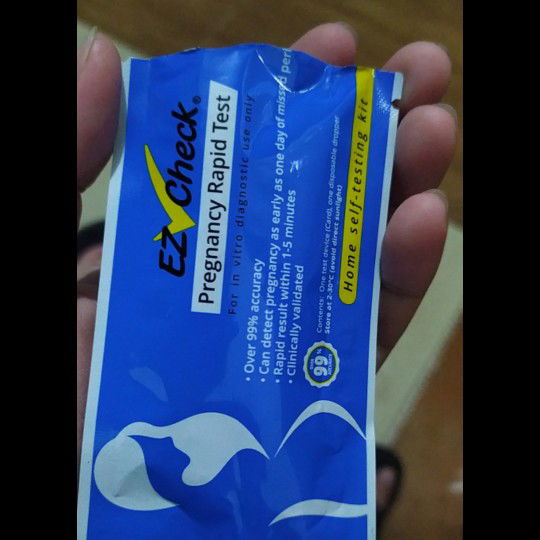 EZ Check®
Pregnancy Rapid Test
For in vitro diagnostic use only
• Over 99% accuracy
• Can detect pregnancy as early as one day of missed peri
• Rapid result within 1-5 minutes
• Clinically validated
99%
Contents: One test device (Card), one disposable dropper
Store at 2-30°C (avoid direct sunlight)
Home self-testing kit